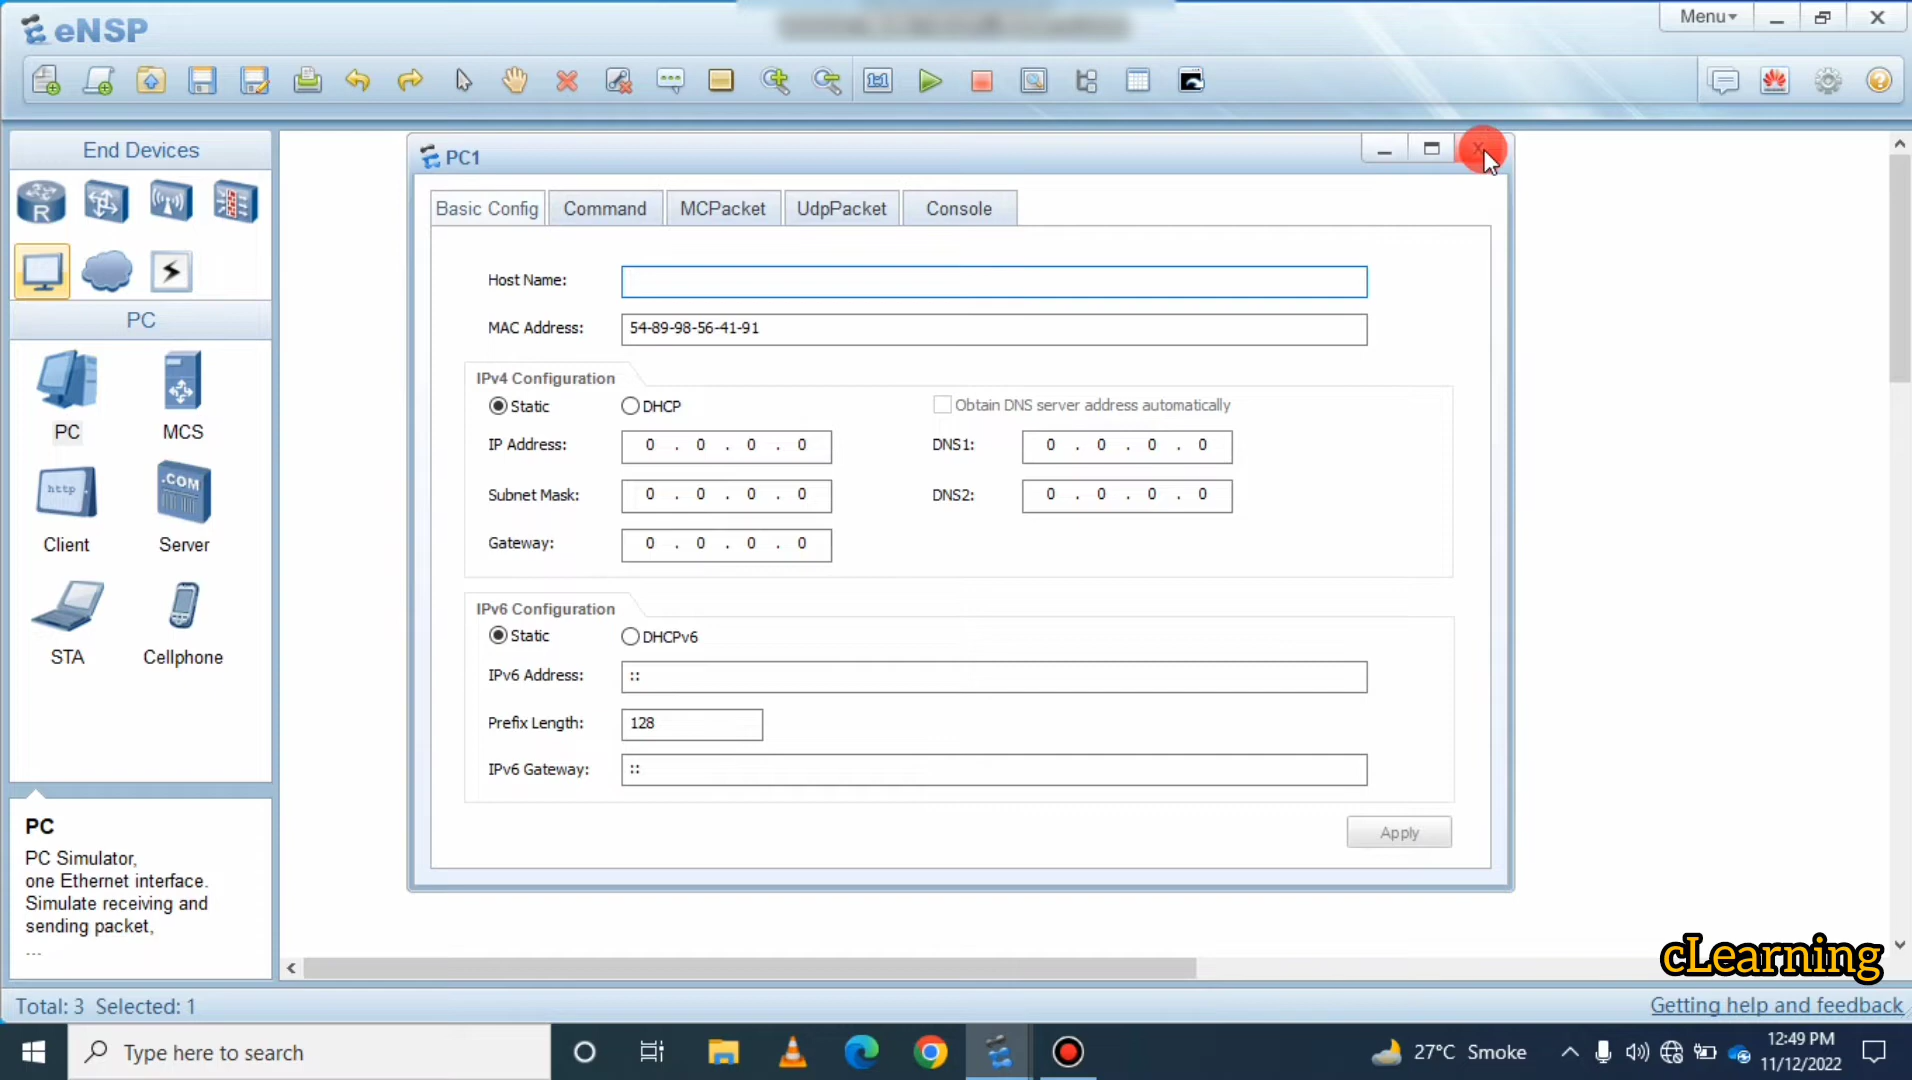 eNSP
Menu
1:1
End Devices
R
PC
PC
MCS
http
.COM
Client
Server
STA
Cellphone
PC
PC Simulator,
one Ethernet interface.
Simulate receiving and
sending packet,
...
PC1
Basic Config
Command
MCPacket
UdpPacket
Console
Host Name:
MAC Address:
54-89-98-56-41-91
IPv4 Configuration
Static
DHCP
Obtain DNS server address automatically
IP Address:
0 . 0 . 0 . 0
DNS1:
0 . 0 . 0 . 0
Subnet Mask:
0 . 0 . 0 . 0
DNS2:
0 . 0 . 0 . 0
Gateway:
0 . 0 . 0 . 0
IPv6 Configuration
Static
DHCPv6
IPv6 Address:
::
Prefix Length:
128
IPv6 Gateway:
::
Apply
cLearning
Total: 3 Selected: 1
Getting help and feedback
Type here to search
27°C Smoke
12:49 PM
11/12/2022